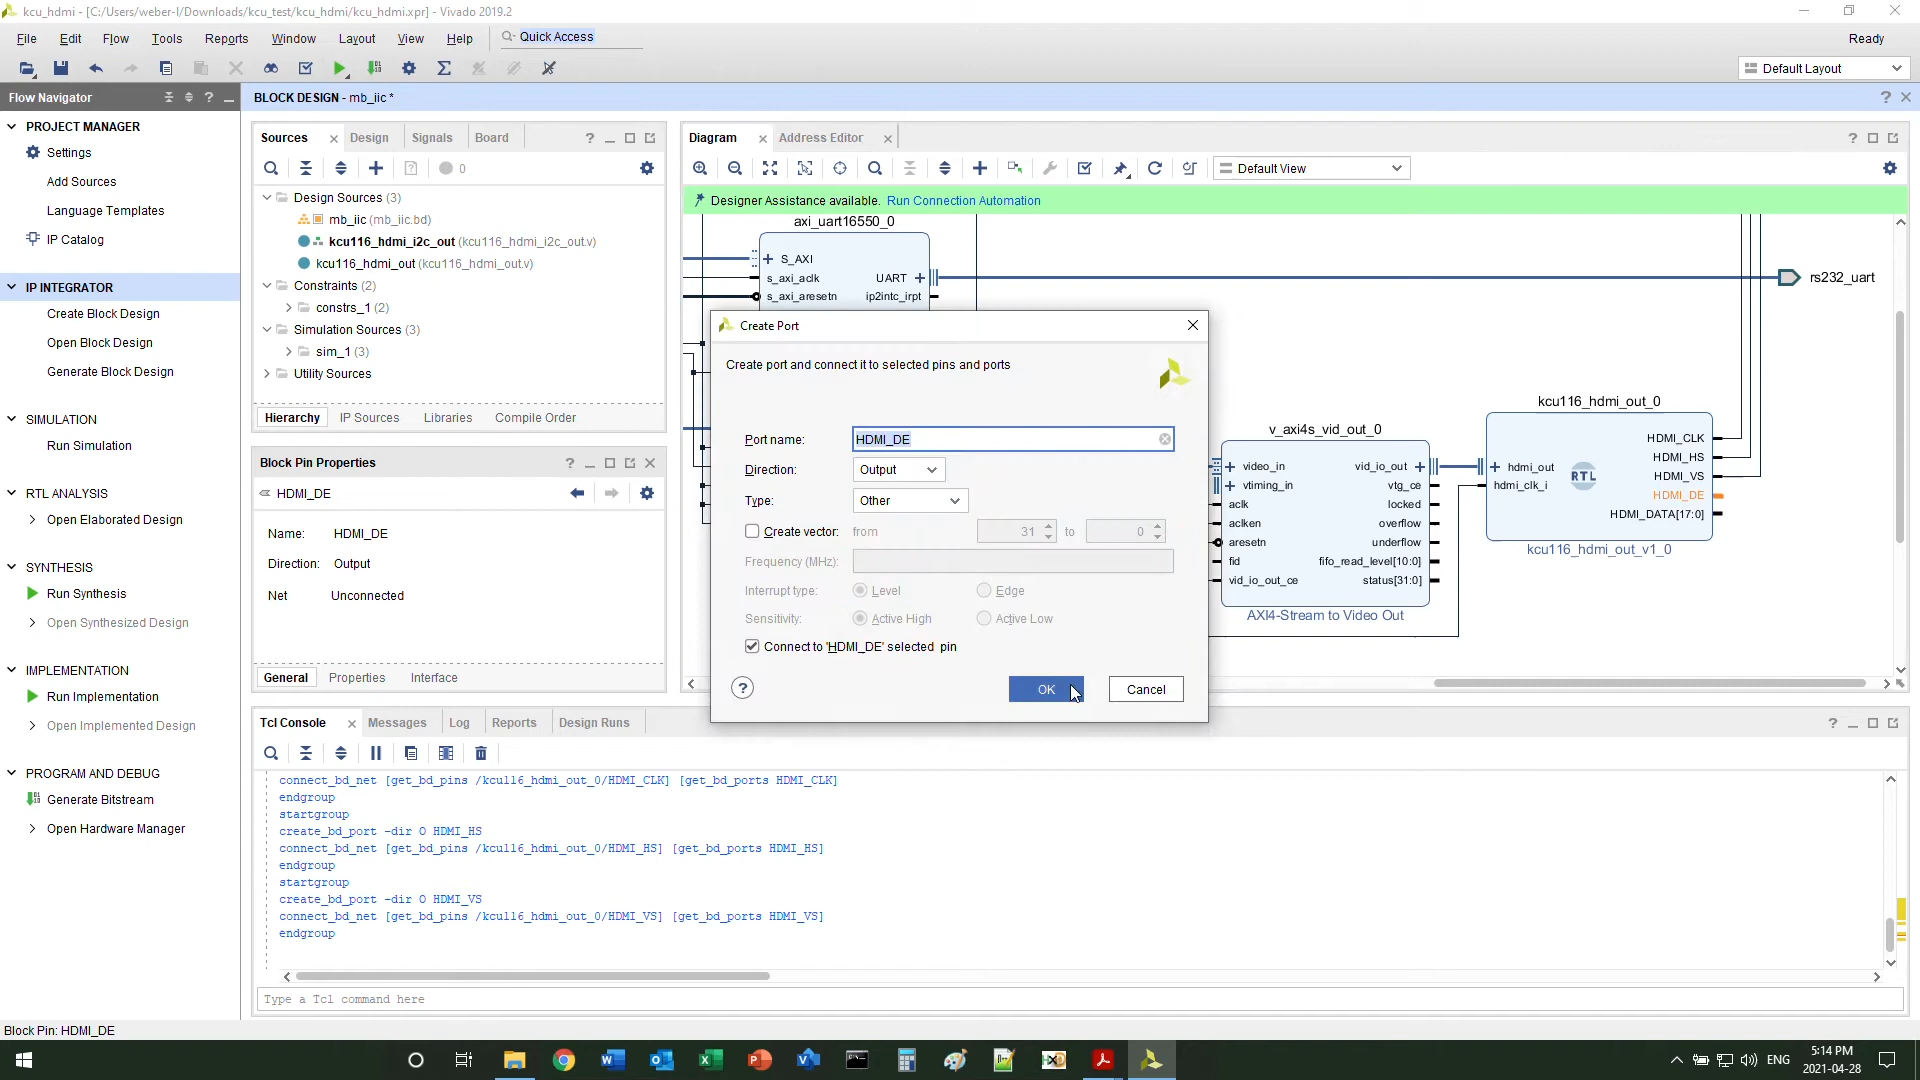 kcu_hdmi - [C:/Users/weber-l/Downloads/kcu_test/kcu_hdmi/kcu_hdmi.xpr] - Vivado 2019.2
File Edit Flow Tools Reports Window Layout View Help Quick Access Ready
Default Layout
Flow Navigator
BLOCK DESIGN - mb_iic *
PROJECT MANAGER
Settings
Add Sources
Language Templates
IP Catalog
IP INTEGRATOR
Create Block Design
Open Block Design
Generate Block Design
SIMULATION
Run Simulation
RTL ANALYSIS
Open Elaborated Design
SYNTHESIS
Run Synthesis
Open Synthesized Design
IMPLEMENTATION
Run Implementation
Open Implemented Design
PROGRAM AND DEBUG
Generate Bitstream
Open Hardware Manager
Sources Design Signals Board
0
Design Sources (3)
mb_iic (mb_iic.bd)
kcu116_hdmi_i2c_out (kcu116_hdmi_i2c_out.v)
kcu116_hdmi_out (kcu116_hdmi_out.v)
Constraints (2)
constrs_1 (2)
Simulation Sources (3)
sim_1 (3)
Utility Sources
Hierarchy IP Sources Libraries Compile Order
Block Pin Properties
HDMI_DE
Name: HDMI_DE
Direction: Output
Net Unconnected
General Properties Interface
Diagram Address Editor
Default View
Designer Assistance available. Run Connection Automation
axi_uart16550_0
S_AXI
s_axi_aclk UART
s_axi_aresetn ip2intc_irpt
rs232_uart
Create Port
Create port and connect it to selected pins and ports
Port name: HDMI_DE
Direction: Output
Type: Other
Create vector: from 31 to 0
Frequency (MHz):
Interrupt type: Level Edge
Sensitivity: Active High Active Low
Connect to 'HDMI_DE' selected pin
OK Cancel
v_axi4s_vid_out_0
video_in vid_io_out
vtiming_in vtg_ce
aclk locked
aclken overflow
aresetn underflow
fid fifo_read_level[10:0]
vid_io_out_ce status[31:0]
AXI4-Stream to Video Out
kcu116_hdmi_out_0
HDMI_CLK
hdmi_out HDMI_HS
hdmi_clk_i HDMI_VS
RTL
HDMI_DE
HDMI_DATA[17:0]
kcu116_hdmi_out_v1_0
Tcl Console Messages Log Reports Design Runs
connect_bd_net [get_bd_pins /kcu116_hdmi_out_0/HDMI_CLK] [get_bd_ports HDMI_CLK]
endgroup
startgroup
create_bd_port -dir O HDMI_HS
connect_bd_net [get_bd_pins /kcu116_hdmi_out_0/HDMI_HS] [get_bd_ports HDMI_HS]
endgroup
startgroup
create_bd_port -dir O HDMI_VS
connect_bd_net [get_bd_pins /kcu116_hdmi_out_0/HDMI_VS] [get_bd_ports HDMI_VS]
endgroup
Type a Tcl command here
Block Pin: HDMI_DE
ENG
5:14 PM
2021-04-28